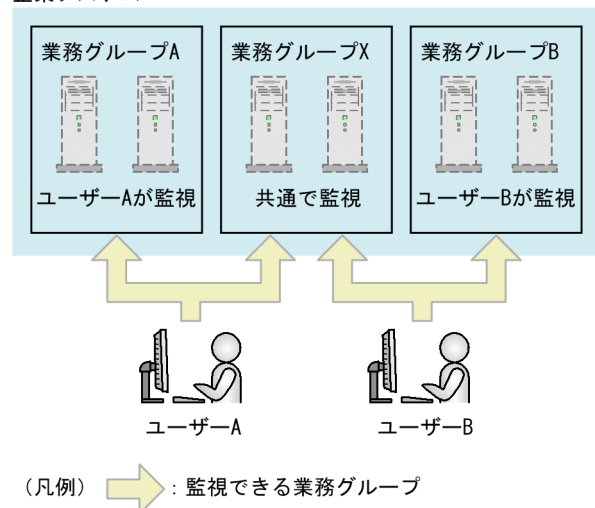 業務グループA
業務グループX
業務グループB
ユーザーAが監視
共通で監視
ユーザーBが監視
ユーザーA
ユーザーB
（凡例）
：監視できる業務グループ